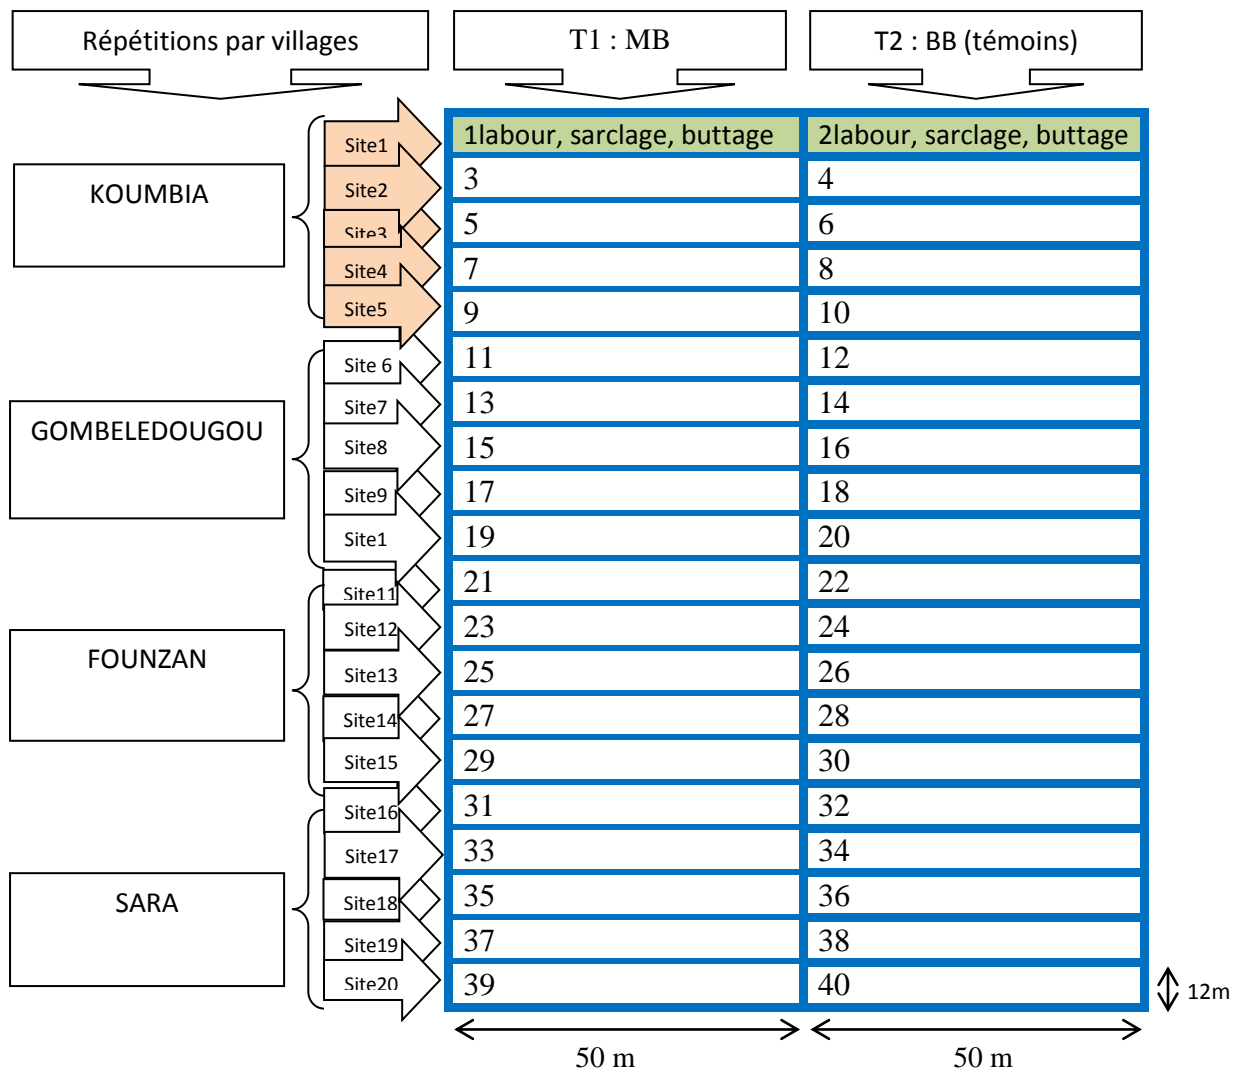 Répétitions par villages
T1 : MB
T2 : BB (témoins)
KOUMBIA
Site1
1labour, sarclage, buttage
2labour, sarclage, buttage
Site2
3
4
Site3
5
6
Site4
7
8
Site5
9
10
GOMBELEDOUGOU
Site 6
11
12
Site7
13
14
Site8
15
16
Site9
17
18
Site1
19
20
FOUNZAN
Site11
21
22
Site12
23
24
Site13
25
26
Site14
27
28
Site15
29
30
SARA
Site16
31
32
Site17
33
34
Site18
35
36
Site19
37
38
Site20
39
40
12m
50 m
50 m